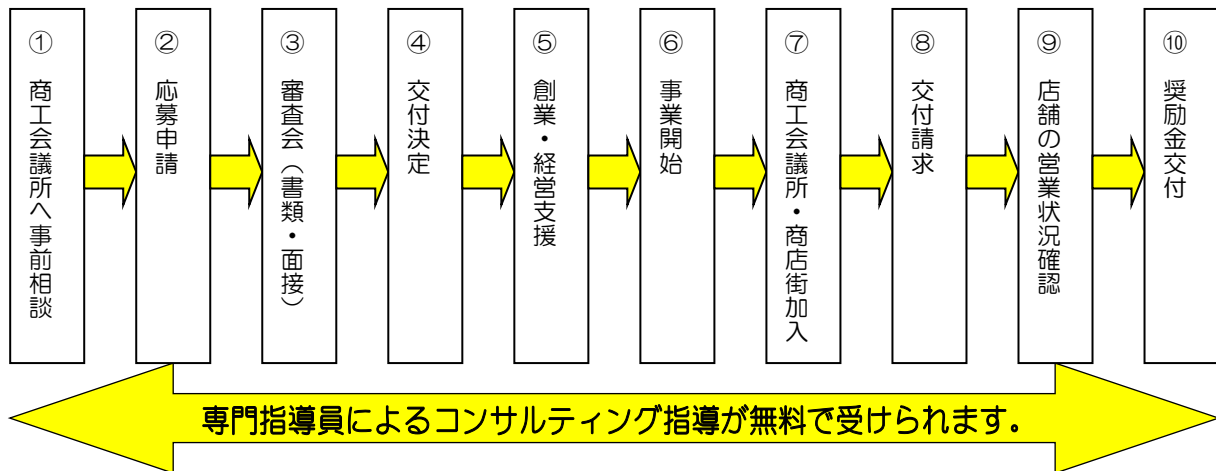 ① 商工会議所へ事前相談
② 応募申請
③ 審査会（書類・面接）
④ 交付決定
⑤ 創業・経営支援
⑥ 事業開始
⑦ 商工会議所・商店街加入
⑧ 交付請求
⑨ 店舗の営業状況確認
⑩ 奨励金交付
専門指導員によるコンサルティング指導が無料で受けられます。